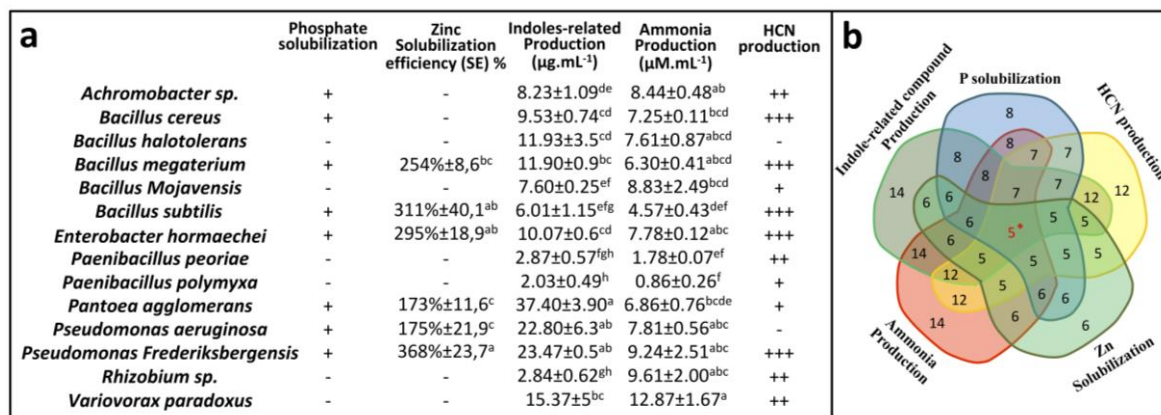 a
Phosphate solubilization	Zinc Solubilization efficiency (SE) %	Indoles-related Production (µg.mL⁻¹)	Ammonia Production (µM.mL⁻¹)	HCN production
Achromobacter sp.	+	-	8.23±1.09ᵈᵉ	8.44±0.48ᵃᵇ	++
Bacillus cereus	+	-	9.53±0.74ᶜᵈ	7.25±0.11ᵇᶜᵈ	+++
Bacillus halotolerans	-	-	11.93±3.5ᶜᵈ	7.61±0.87ᵃᵇᶜᵈ	-
Bacillus megaterium	+	254%±8,6ᵇᶜ	11.90±0.9ᵇᶜ	6.30±0.41ᵃᵇᶜᵈ	+++
Bacillus Mojavensis	-	-	7.60±0.25ᵉᶠ	8.83±2.49ᵇᶜᵈ	+
Bacillus subtilis	+	311%±40,1ᵃᵇ	6.01±1.15ᵉᶠᵍ	4.57±0.43ᵈᵉᶠ	+++
Enterobacter hormaechei	+	295%±18,9ᵃᵇ	10.07±0.6ᶜᵈ	7.78±0.12ᵃᵇᶜ	+++
Paenibacillus peoriae	-	-	2.87±0.57ᶠᵍʰ	1.78±0.07ᵉᶠ	++
Paenibacillus polymyxa	-	-	2.03±0.49ʰ	0.86±0.26ᶠ	+
Pantoea agglomerans	+	173%±11,6ᶜ	37.40±3.90ᵃ	6.86±0.76ᵇᶜᵈᵉ	++
Pseudomonas aeruginosa	+	175%±21,9ᶜ	22.80±6.3ᵃᵇ	7.81±0.56ᵃᵇᶜ	-
Pseudomonas Frederiksbergensis	+	368%±23,7ᵃ	23.47±0.5ᵃᵇ	9.24±2.51ᵃᵇᶜ	+++
Rhizobium sp.	-	-	2.84±0.62ᵍʰ	9.61±2.00ᵃᵇᶜ	++
Variovorax paradoxus	-	-	15.37±5ᵇᶜ	12.87±1.67ᵃ	++
b
P solubilization
Indole-related compound Production
HCN production
8
8
8 7 7
14 8 7 7 12 12
6 6 6 5 5 5
5*
14 6 5 5 5
12 5 5
12 6 6
14 6 6
Ammonia Production
Zn Solubilization